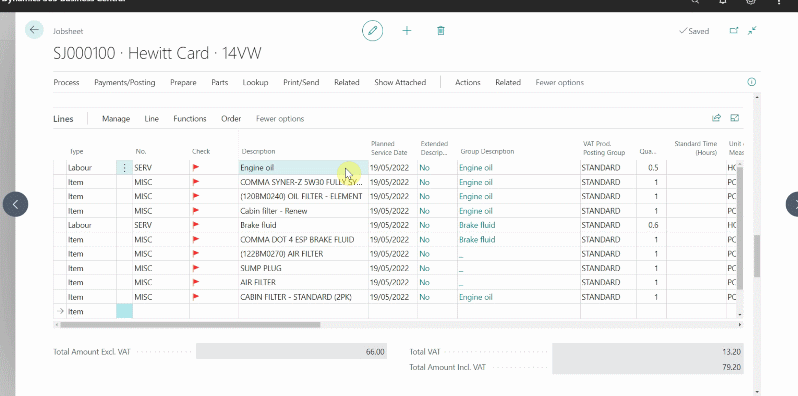 Dynamics 365 Business Central
Jobsheet
Saved
SJ000100 · Hewitt Card · 14VW
Process Payments/Posting Prepare Parts Lookup Print/Send Related Show Attached Actions Related Fewer options
Lines Manage Line Functions Order Fewer options
Type No. Check Description Planned Service Date Extended Descrip... Group Description VAT Prod. Posting Group Qua... Standard Time (Hours) Unit Meas
Labour SERV Engine oil 19/05/2022 No Engine oil STANDARD 0.5 HO
Item MISC COMMA SYNER-Z 5W30 FULLY SY... 19/05/2022 No Engine oil STANDARD 1 PC
Item MISC (120BM0240) OIL FILTER - ELEMENT 19/05/2022 No Engine oil STANDARD 1 PC
Item MISC Cabin filter - Renew 19/05/2022 No Engine oil STANDARD 1 PC
Labour SERV Brake fluid 19/05/2022 No Brake fluid STANDARD 0.6 HO
Item MISC COMMA DOT 4 ESP BRAKE FLUID 19/05/2022 No Brake fluid STANDARD 1 PC
Item MISC (122BM0270) AIR FILTER 19/05/2022 No _ STANDARD 1 PC
Item MISC SUMP PLUG 19/05/2022 No _ STANDARD 1 PC
Item MISC AIR FILTER 19/05/2022 No _ STANDARD 1 PC
Item MISC CABIN FILTER - STANDARD (2PK) 19/05/2022 No Engine oil STANDARD 1 PC
Item
Total Amount Excl. VAT 66.00 Total VAT 13.20
Total Amount Incl. VAT 79.20